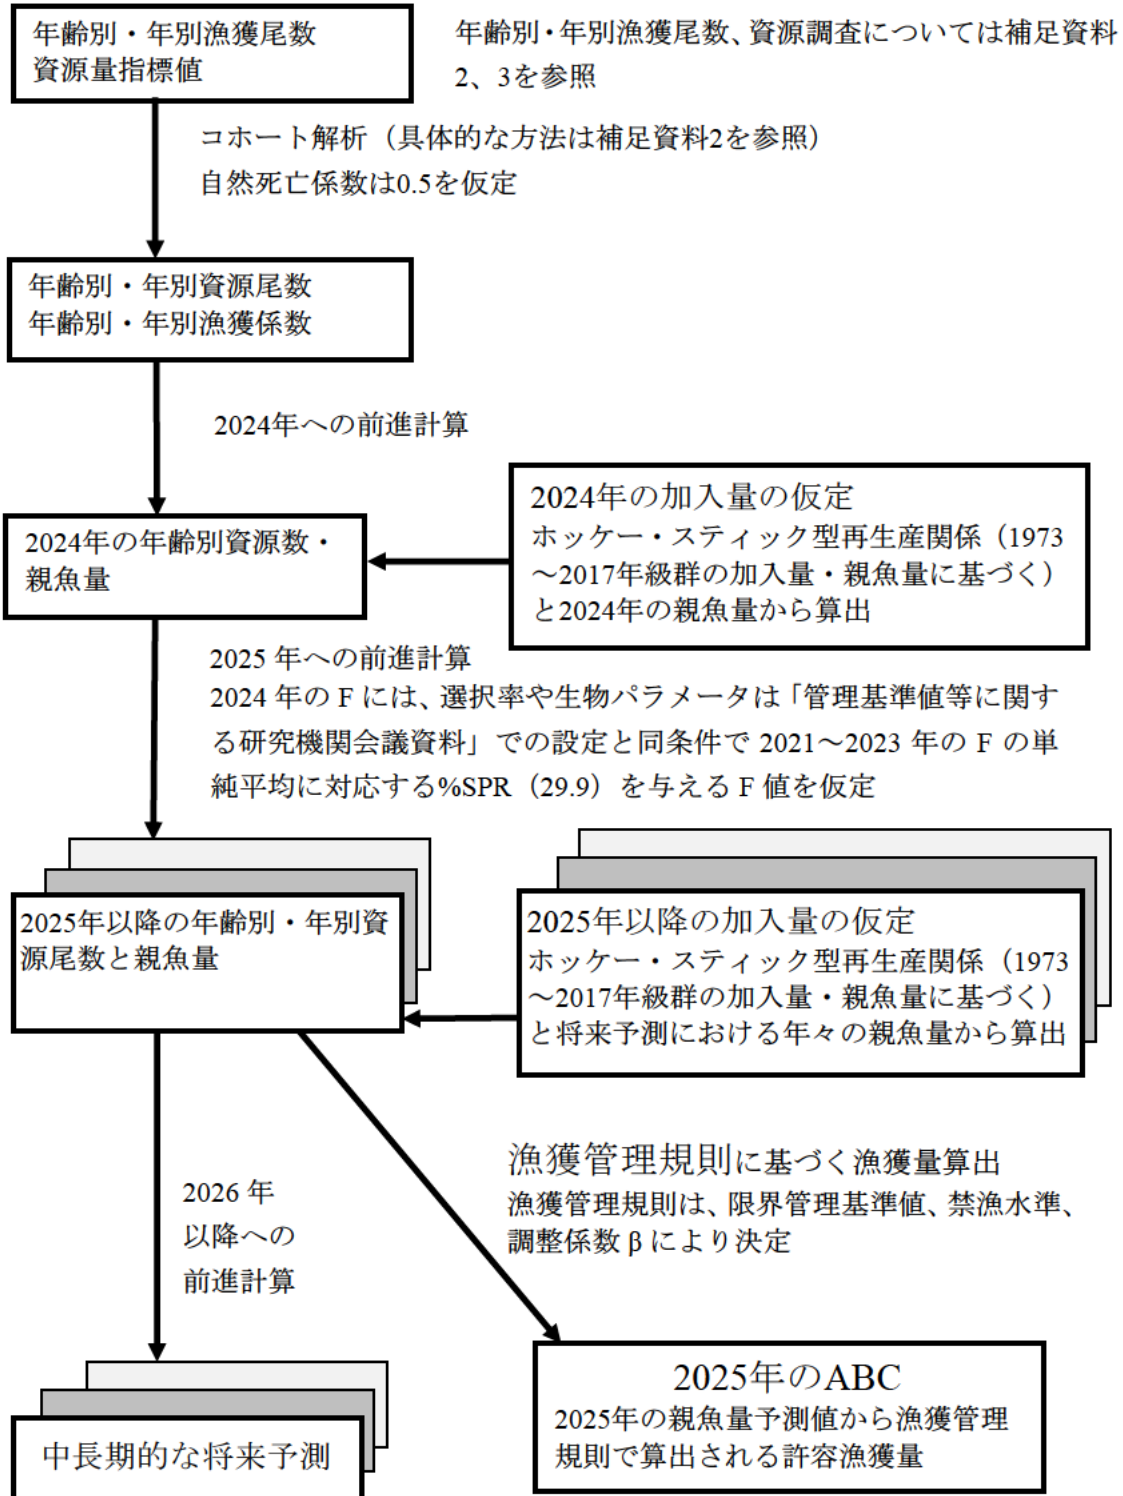 年齢別・年別漁獲尾数
資源量指標値
年齢別・年別漁獲尾数、資源調査については補足資料
2、3を参照
コホート解析（具体的な方法は補足資料2を参照）
自然死亡係数は0.5を仮定
年齢別・年別資源尾数
年齢別・年別漁獲係数
2024年への前進計算
2024年の年齢別資源数・
親魚量
2024年の加入量の仮定
ホッケー・スティック型再生産関係（1973
～2017年級群の加入量・親魚量に基づく）
と2024年の親魚量から算出
2025 年への前進計算
2024 年の F には、選択率や生物パラメータは「管理基準値等に関す
る研究機関会議資料」での設定と同条件で 2021～2023 年の F の単
純平均に対応する%SPR（29.9）を与える F 値を仮定
2025年以降の年齢別・年別資
源尾数と親魚量
2025年以降の加入量の仮定
ホッケー・スティック型再生産関係（1973
～2017年級群の加入量・親魚量に基づく）
と将来予測における年々の親魚量から算出
2026 年
以降への
前進計算
漁獲管理規則に基づく漁獲量算出
漁獲管理規則は、限界管理基準値、禁漁水準、
調整係数 β により決定
中長期的な将来予測
2025年のABC
2025年の親魚量予測値から漁獲管理
規則で算出される許容漁獲量